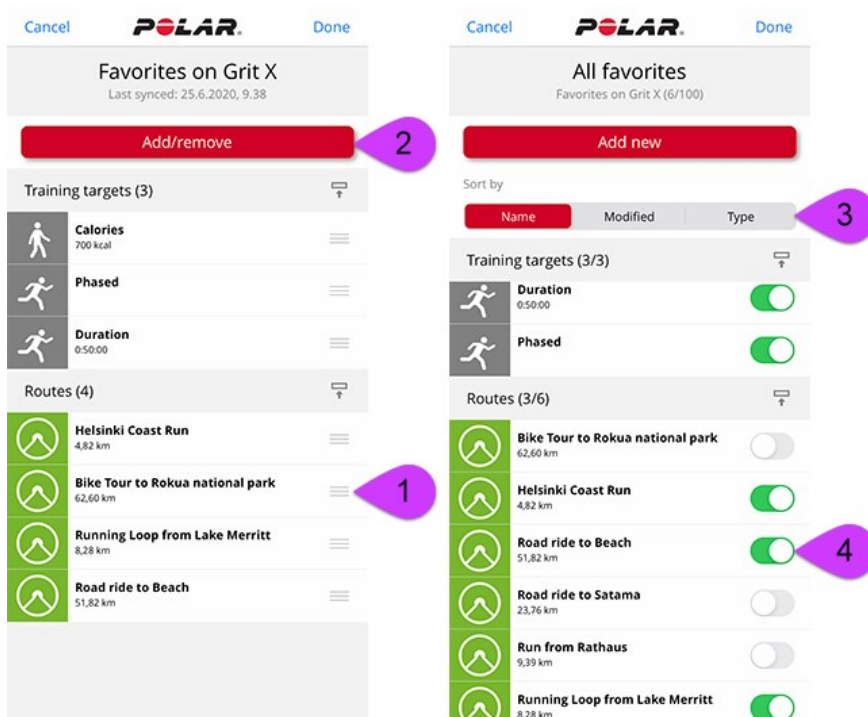 Cancel
POLAR.
Done
Favorites on Grit X
Last synced: 25.6.2020, 9.38
Add/remove
2
Training targets (3)
Calories
700 kcal
Phased
Duration
0:50:00
Routes (4)
Helsinki Coast Run
4,82 km
Bike Tour to Rokua national park
62,60 km
1
Running Loop from Lake Merritt
8,28 km
Road ride to Beach
51,82 km
Cancel
POLAR.
Done
All favorites
Favorites on Grit X (6/100)
Add new
Sort by
Name
Modified
Type
3
Training targets (3/3)
Duration
0:50:00
Phased
Routes (3/6)
Bike Tour to Rokua national park
62,60 km
Helsinki Coast Run
4,82 km
Road ride to Beach
51,82 km
4
Road ride to Satama
23,76 km
Run from Rathaus
9,39 km
Running Loop from Lake Merritt
8,28 km